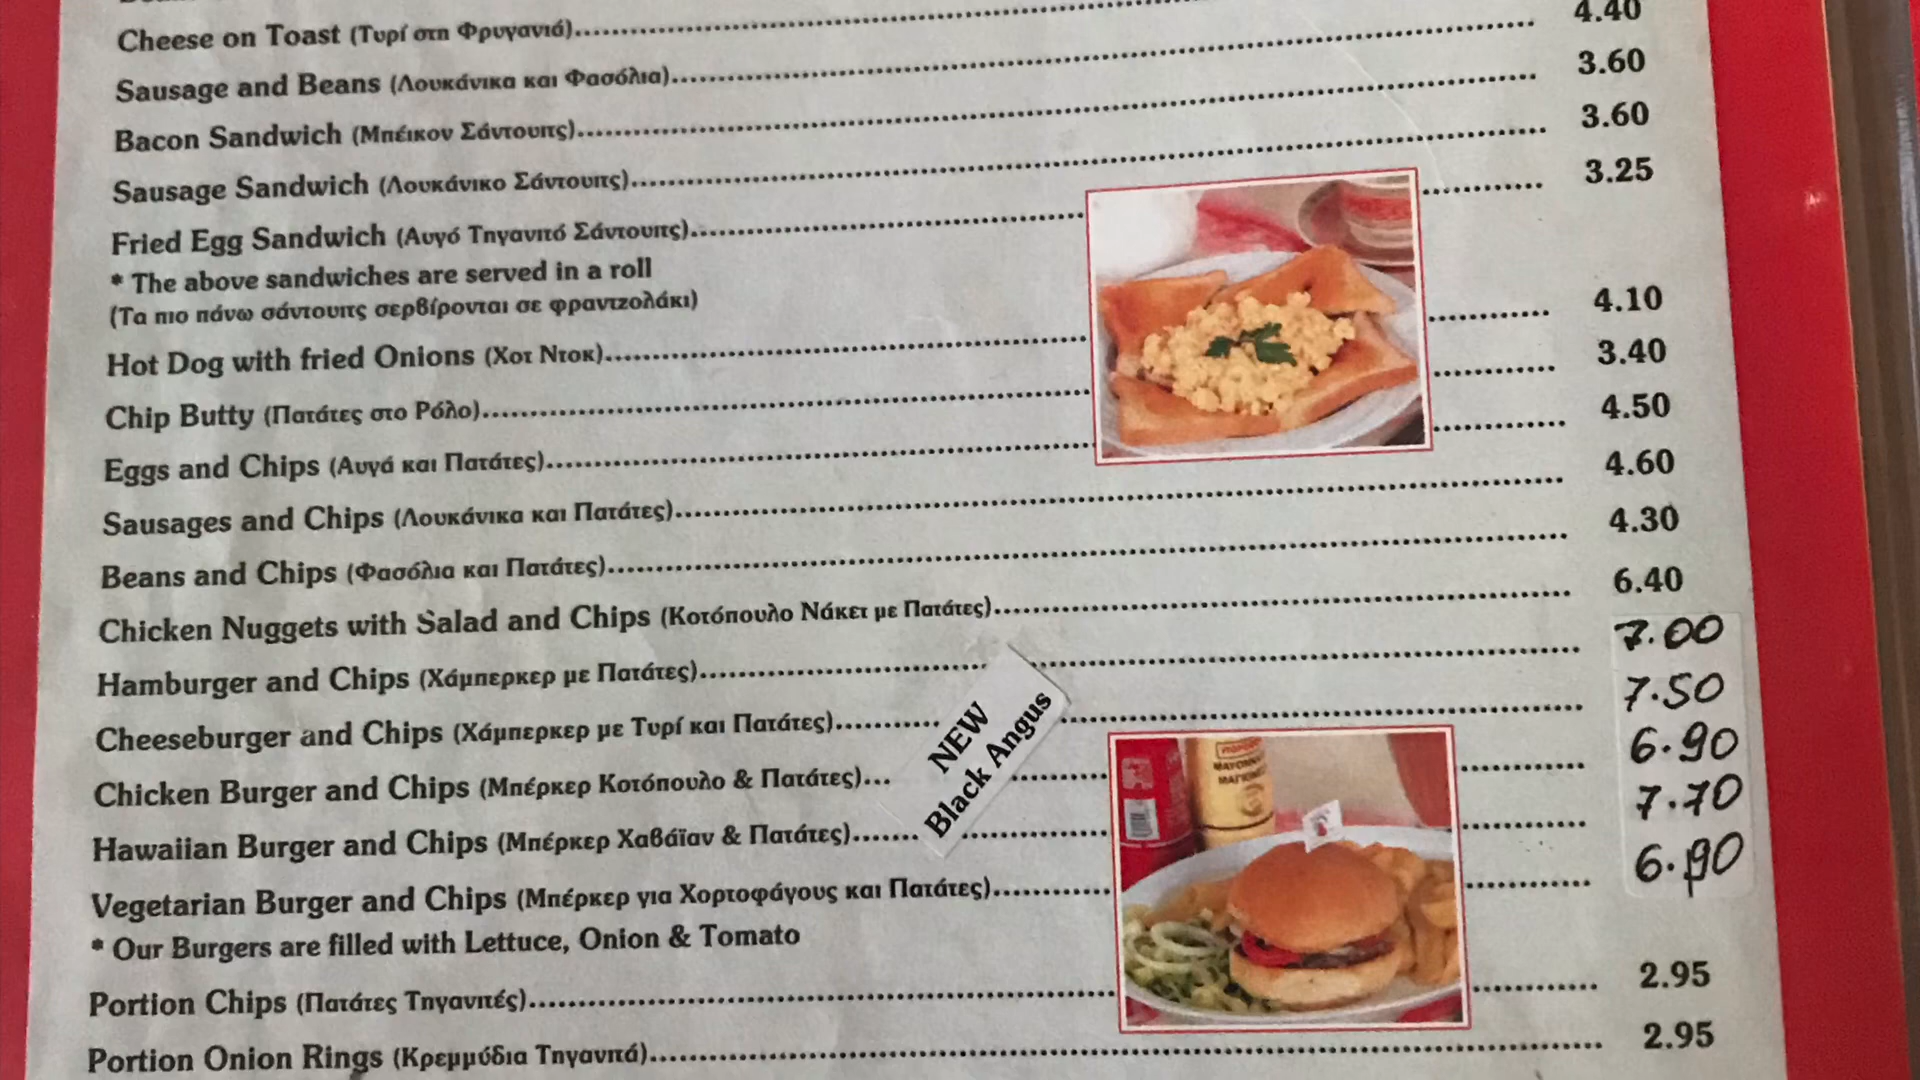 Cheese on Toast (Τυρί στη Φρυγανιά)
Sausage and Beans (Λουκάνικα και Φασόλια) 4.40
Bacon Sandwich (Μπέικον Σάντουιτς) 3.60
Sausage Sandwich (Λουκάνικο Σάντουιτς) 3.60
Fried Egg Sandwich (Αυγό Τηγανιτό Σάντουιτς) 3.25
* The above sandwiches are served in a roll
(Τα πιο πάνω σάντουιτς σερβίρονται σε φραντζολάκι)
Hot Dog with fried Onions (Χοτ Ντοκ) 4.10
Chip Butty (Πατάτες στο Ρόλο) 3.40
Eggs and Chips (Αυγά και Πατάτες) 4.50
Sausages and Chips (Λουκάνικα και Πατάτες) 4.60
Beans and Chips (Φασόλια και Πατάτες) 4.30
Chicken Nuggets with Salad and Chips (Κοτόπουλο Νάκετ με Πατάτες) 6.40
Hamburger and Chips (Χάμπερκερ με Πατάτες) 7.00
Cheeseburger and Chips (Χάμπερκερ με Τυρί και Πατάτες) 7.50
NEW
Black Angus
Chicken Burger and Chips (Μπέρκερ Κοτόπουλο & Πατάτες) 6.90
Hawaiian Burger and Chips (Μπέρκερ Χαβάϊαν & Πατάτες) 7.70
Vegetarian Burger and Chips (Μπέρκερ για Χορτοφάγους και Πατάτες) 6.90
* Our Burgers are filled with Lettuce, Onion & Tomato
Portion Chips (Πατάτες Τηγανιτές) 2.95
Portion Onion Rings (Κρεμμύδια Τηγανιτά) 2.95